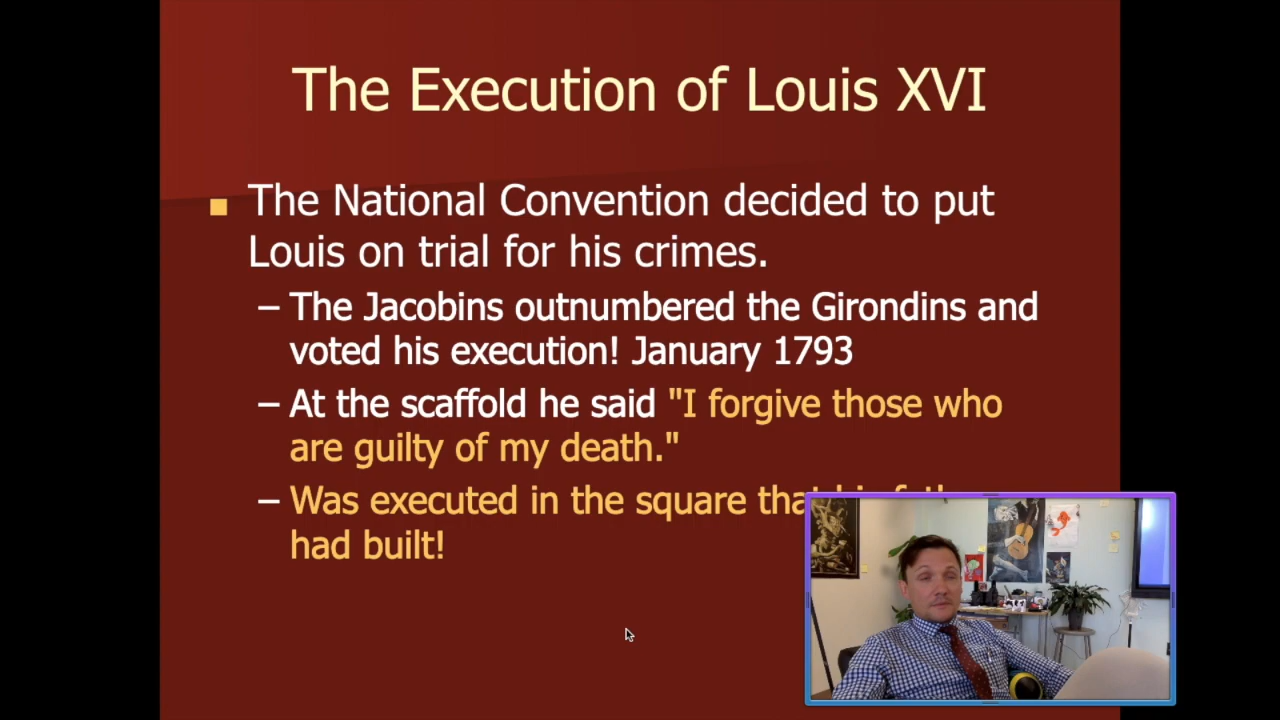 The Execution of Louis XVI
The National Convention decided to put
Louis on trial for his crimes.
– The Jacobins outnumbered the Girondins and
voted his execution! January 1793
– At the scaffold he said "I forgive those who
are guilty of my death."
– Was executed in the square
had built!